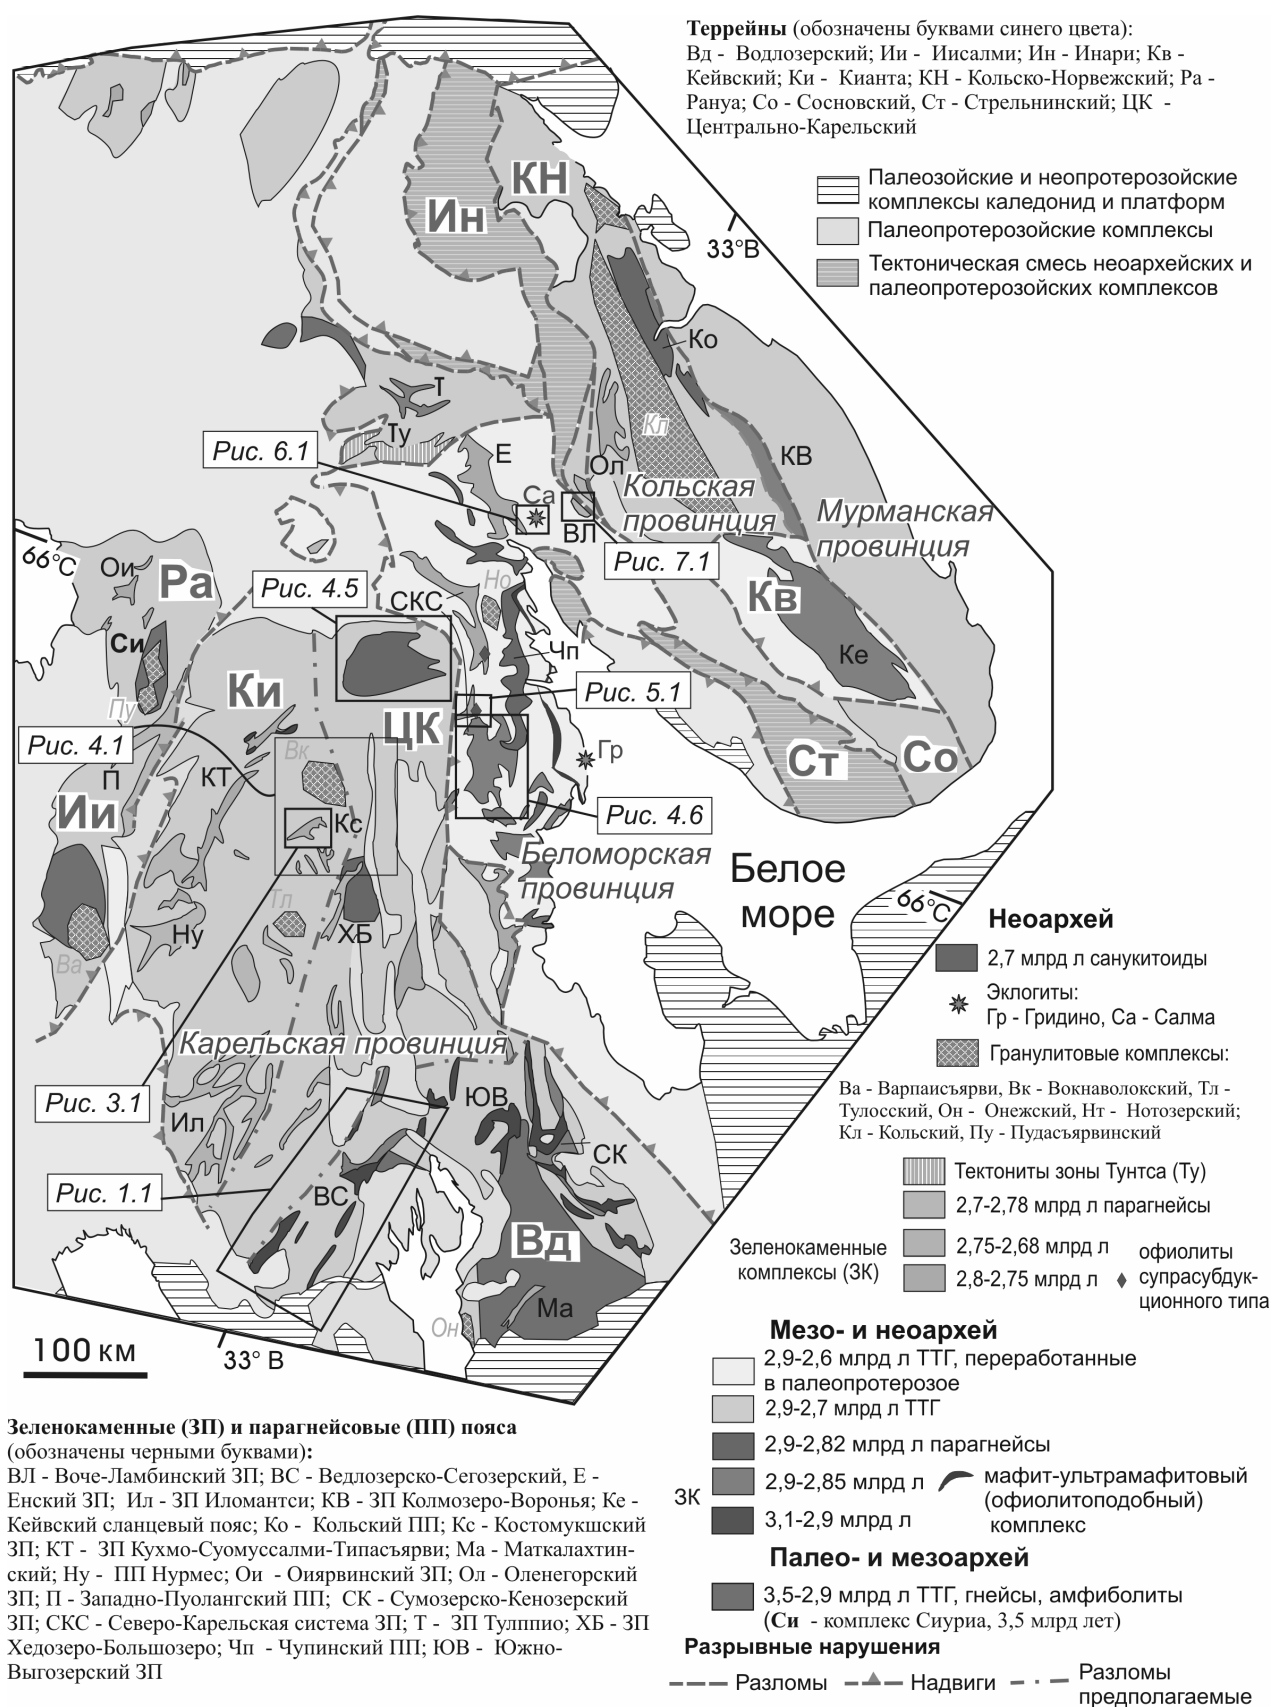 Террейны (обозначены буквами синего цвета):
Вд - Водлозерский; Ии - Иисалми; Ин - Инари; Кв -
Кейвский; Ки - Кианта; КН - Кольско-Норвежский; Ра -
Рануа; Со - Сосновский, Ст - Стрельнинский; ЦК -
Центрально-Карельский
Палеозойские и неопротерозойские
комплексы каледонид и платформ
Палеопротерозойские комплексы
Тектоническая смесь неоархейских и
палеопротерозойских комплексов
33°В
КН
Ин
Ко
Т
Ту
Кл
КВ
Е
Рис. 6.1
Са
Ол
ВЛ
Кольская
провинция
Мурманская
провинция
Рис. 7.1
66°С
Ои
Ра
Рис. 4.5
СКС
Но
Кв
Си
Чп
Ке
Ки
Рис. 5.1
Пу
ЦК
Рис. 4.1
Вк
Гр
Ст
Со
П
КТ
Ии
Рис. 4.6
Кс
Беломорская
провинция
Белое
море
66°С
Тл
Ну
ХБ
Ва
Карельская провинция
Рис. 3.1
Ил
ЮВ
СК
Рис. 1.1
ВС
Вд
Ма
Он
100 км
33° В
Неоархей
2,7 млрд л санукитоиды
Эклогиты:
Гр - Гридино, Са - Салма
Гранулитовые комплексы:
Ва - Варпаисъярви, Вк - Вокнаволокский, Тл -
Тулосский, Он - Онежский, Нт - Нотозерский;
Кл - Кольский, Пу - Пудасъярвинский
Тектониты зоны Тунтса (Ту)
2,7-2,78 млрд л парагнейсы
Зеленокаменные
комплексы (ЗК)
2,75-2,68 млрд л
2,8-2,75 млрд л
офиолиты
супрасубдук-
ционного типа
Мезо- и неоархей
2,9-2,6 млрд л ТТГ, переработанные
в палеопротерозое
2,9-2,7 млрд л ТТГ
2,9-2,82 млрд л парагнейсы
ЗК
2,9-2,85 млрд л
3,1-2,9 млрд л
мафит-ультрамафитовый
(офиолитоподобный)
комплекс
Палео- и мезоархей
3,5-2,9 млрд л ТТГ, гнейсы, амфиболиты
(Си - комплекс Сиуриа, 3,5 млрд лет)
Разрывные нарушения
Разломы
Надвиги
Разломы
предполагаемые
Зеленокаменные (ЗП) и парагнейсовые (ПП) пояса
(обозначены черными буквами):
ВЛ - Воче-Ламбинский ЗП; ВС - Ведлозерско-Сегозерский, Е -
Енский ЗП; Ил - ЗП Иломантси; КВ - ЗП Колмозеро-Воронья; Ке -
Кейвский сланцевый пояс; Ко - Кольский ПП; Кс - Костомукшский
ЗП; КТ - ЗП Кухмо-Суомуссалми-Типасъярви; Ма - Маткалахтин-
ский; Ну - ПП Нурмес; Ои - Оиярвинский ЗП; Ол - Оленегорский
ЗП; П - Западно-Пуолангский ПП; СК - Сумозерско-Кенозерский
ЗП; СКС - Северо-Карельская система ЗП; Т - ЗП Тулппио; ХБ - ЗП
Хедозеро-Большозеро; Чп - Чупинский ПП; ЮВ - Южно-
Выгозерский ЗП